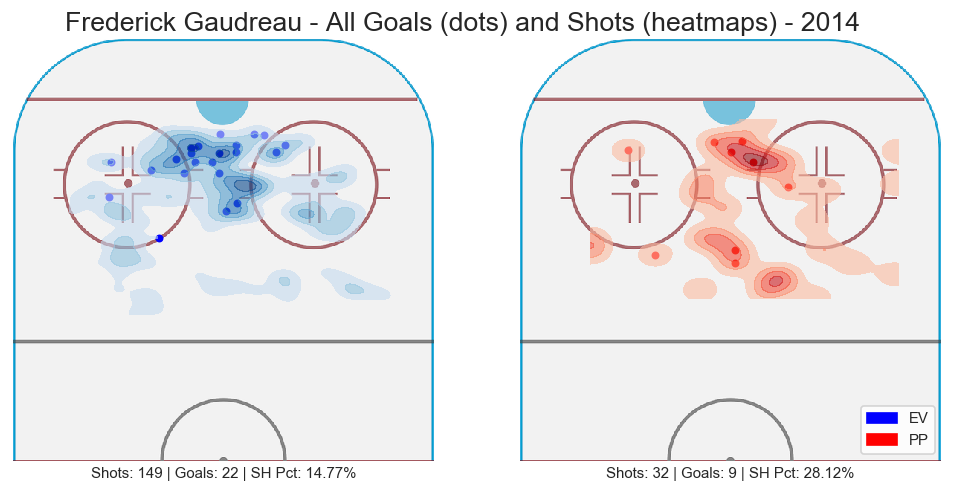 Frederick Gaudreau - All Goals (dots) and Shots (heatmaps) - 2014
EV
PP
Shots: 149 | Goals: 22 | SH Pct: 14.77%
Shots: 32 | Goals: 9 | SH Pct: 28.12%